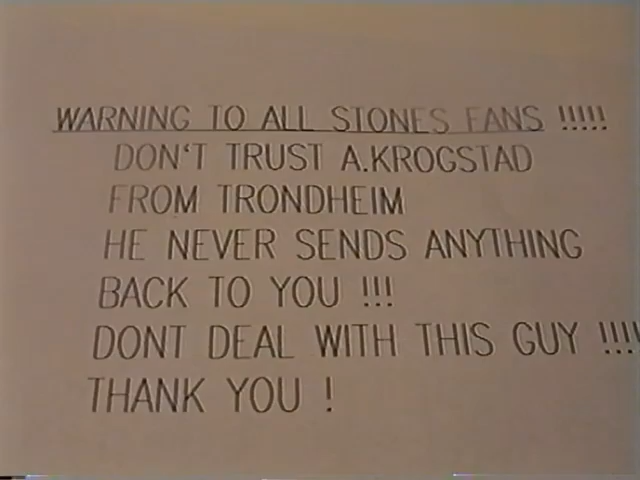 WARNING TO ALL STONES FANS !!!!!
DON'T TRUST A.KROGSTAD
FROM TRONDHEIM
HE NEVER SENDS ANYTHING
BACK TO YOU !!!
DONT DEAL WITH THIS GUY !!!!
THANK YOU !